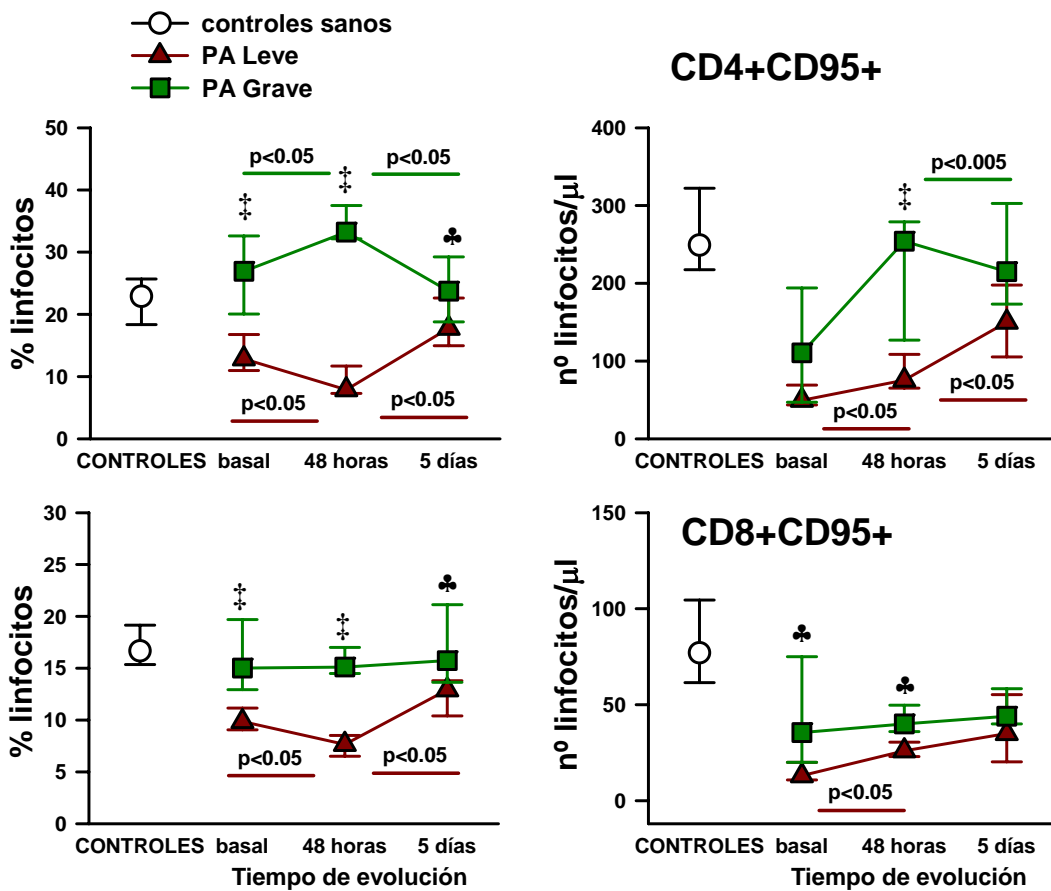 controles sanos
PA Leve
PA Grave
CD4+CD95+
% linfocitos
50
40
30
20
10
0
p<0.05
p<0.05
‡
‡
♣
p<0.05
p<0.05
CONTROLES basal 48 horas 5 días
nº linfocitos/µl
400
300
200
100
0
p<0.005
‡
p<0.05
p<0.05
CONTROLES basal 48 horas 5 días
% linfocitos
30
25
20
15
10
5
0
‡
‡
♣
p<0.05
p<0.05
CONTROLES basal 48 horas 5 días
Tiempo de evolución
CD8+CD95+
nº linfocitos/µl
150
100
50
0
♣
♣
p<0.05
CONTROLES basal 48 horas 5 días
Tiempo de evolución